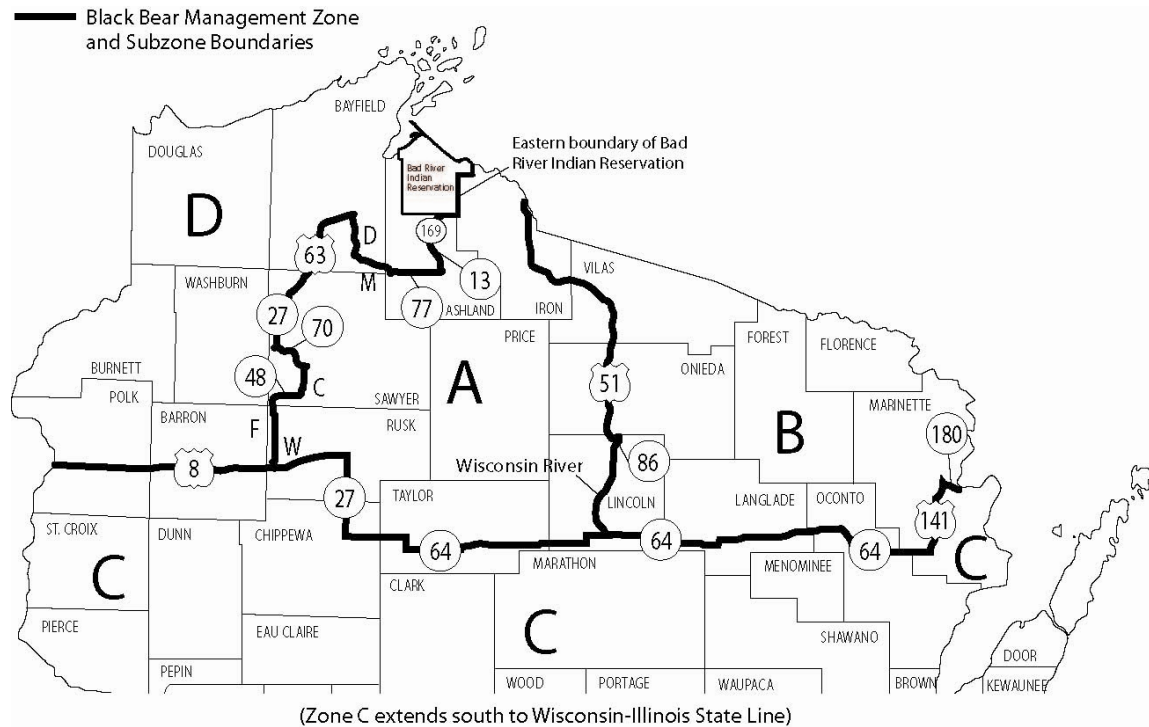 Black Bear Management Zone
and Subzone Boundaries
BAYFIELD
Eastern boundary of Bad
River Indian Reservation
DOUGLAS
Bad River
Indian
Reservation
D
169
D
63
M
13
VILAS
WASHBURN
77
ASHLAND
IRON
27
70
PRICE
FOREST
FLORENCE
ONIEDA
BURNETT
48
C
A
51
POLK
SAWYER
MARINETTE
BARRON
F
RUSK
B
180
W
86
8
Wisconsin River
TAYLOR
LINCOLN
LANGLADE
OCONTO
27
141
ST. CROIX
DUNN
CHIPPEWA
64
64
64
C
MARATHON
MENOMINEE
C
CLARK
C
PIERCE
EAU CLAIRE
SHAWANO
DOOR
PEPIN
WOOD
PORTAGE
WAUPACA
BROWN
KEWAUNEE
(Zone C extends south to Wisconsin-Illinois State Line)